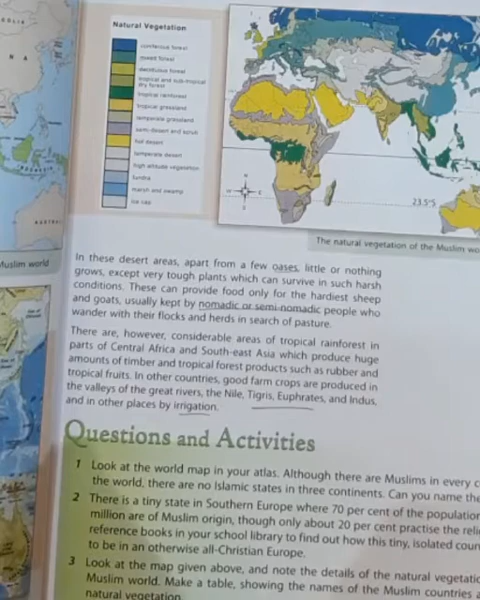 Natural Vegetation
coniferous forest
mixed forest
deciduous forest
tropical and sub-tropical
dry forest
tropical rainforest
tropical grassland
temperate grassland
semi-desert and scrub
hot desert
temperate desert
high altitude vegetation
tundra
marsh and swamp
ice cap
N
W
E
S
23.5°S
The natural vegetation of the Muslim
Muslim world
In these desert areas, apart from a few oases, little or nothing
grows, except very tough plants which can survive in such harsh
conditions. These can provide food only for the hardiest sheep
and goats, usually kept by nomadic or semi-nomadic people who
wander with their flocks and herds in search of pasture.
There are, however, considerable areas of tropical rainforest in
parts of Central Africa and South-east Asia which produce huge
amounts of timber and tropical forest products such as rubber and
tropical fruits. In other countries, good farm crops are produced in
the valleys of the great rivers, the Nile, Tigris, Euphrates, and Indus,
and in other places by irrigation.
Questions and Activities
1 Look at the world map in your atlas. Although there are Muslims in every
the world, there are no Islamic states in three continents. Can you name
2 There is a tiny state in Southern Europe where 70 per cent of the population
million are of Muslim origin, though only about 20 per cent practise the
reference books in your school library to find out how this tiny, isolated
to be in an otherwise all-Christian Europe.
3 Look at the map given above, and note the details of the natural
Muslim world. Make a table, showing the names of the Muslim countries
natural vegetation